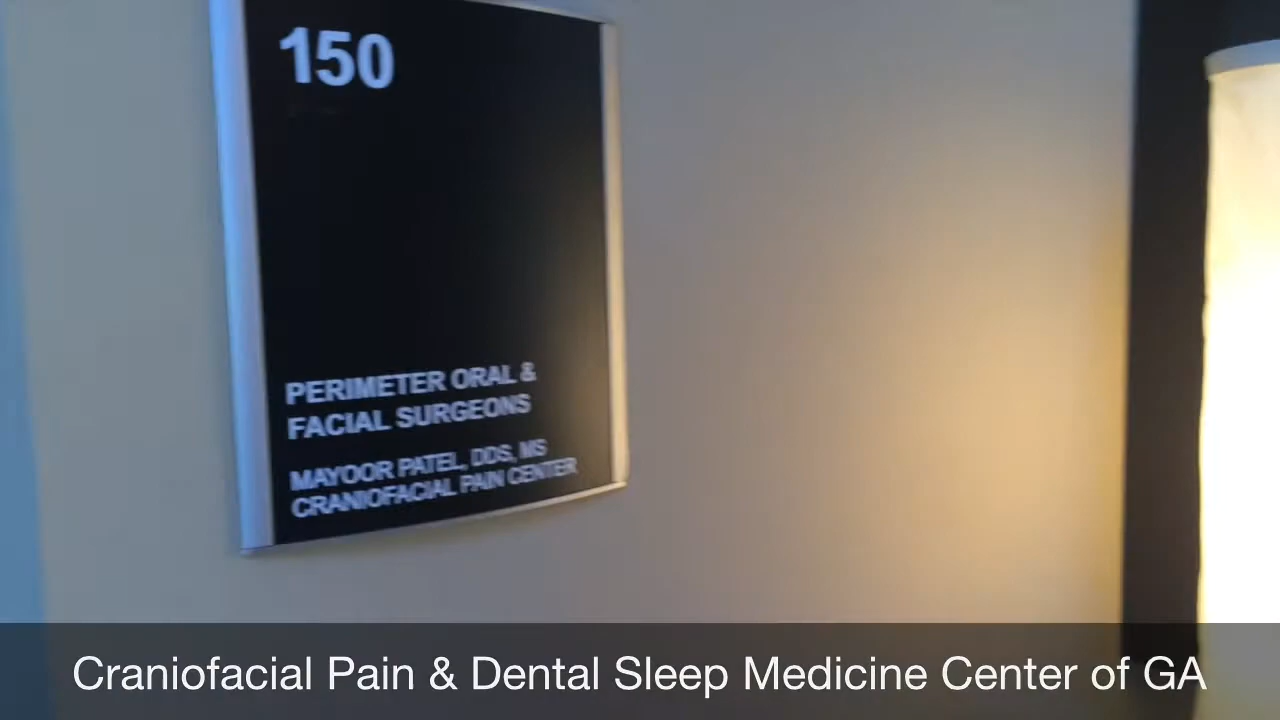 150
PERIMETER ORAL &
FACIAL SURGEONS
MAYOOR PATEL, DDS, MS
CRANIOFACIAL PAIN CENTER
Craniofacial Pain & Dental Sleep Medicine Center of GA